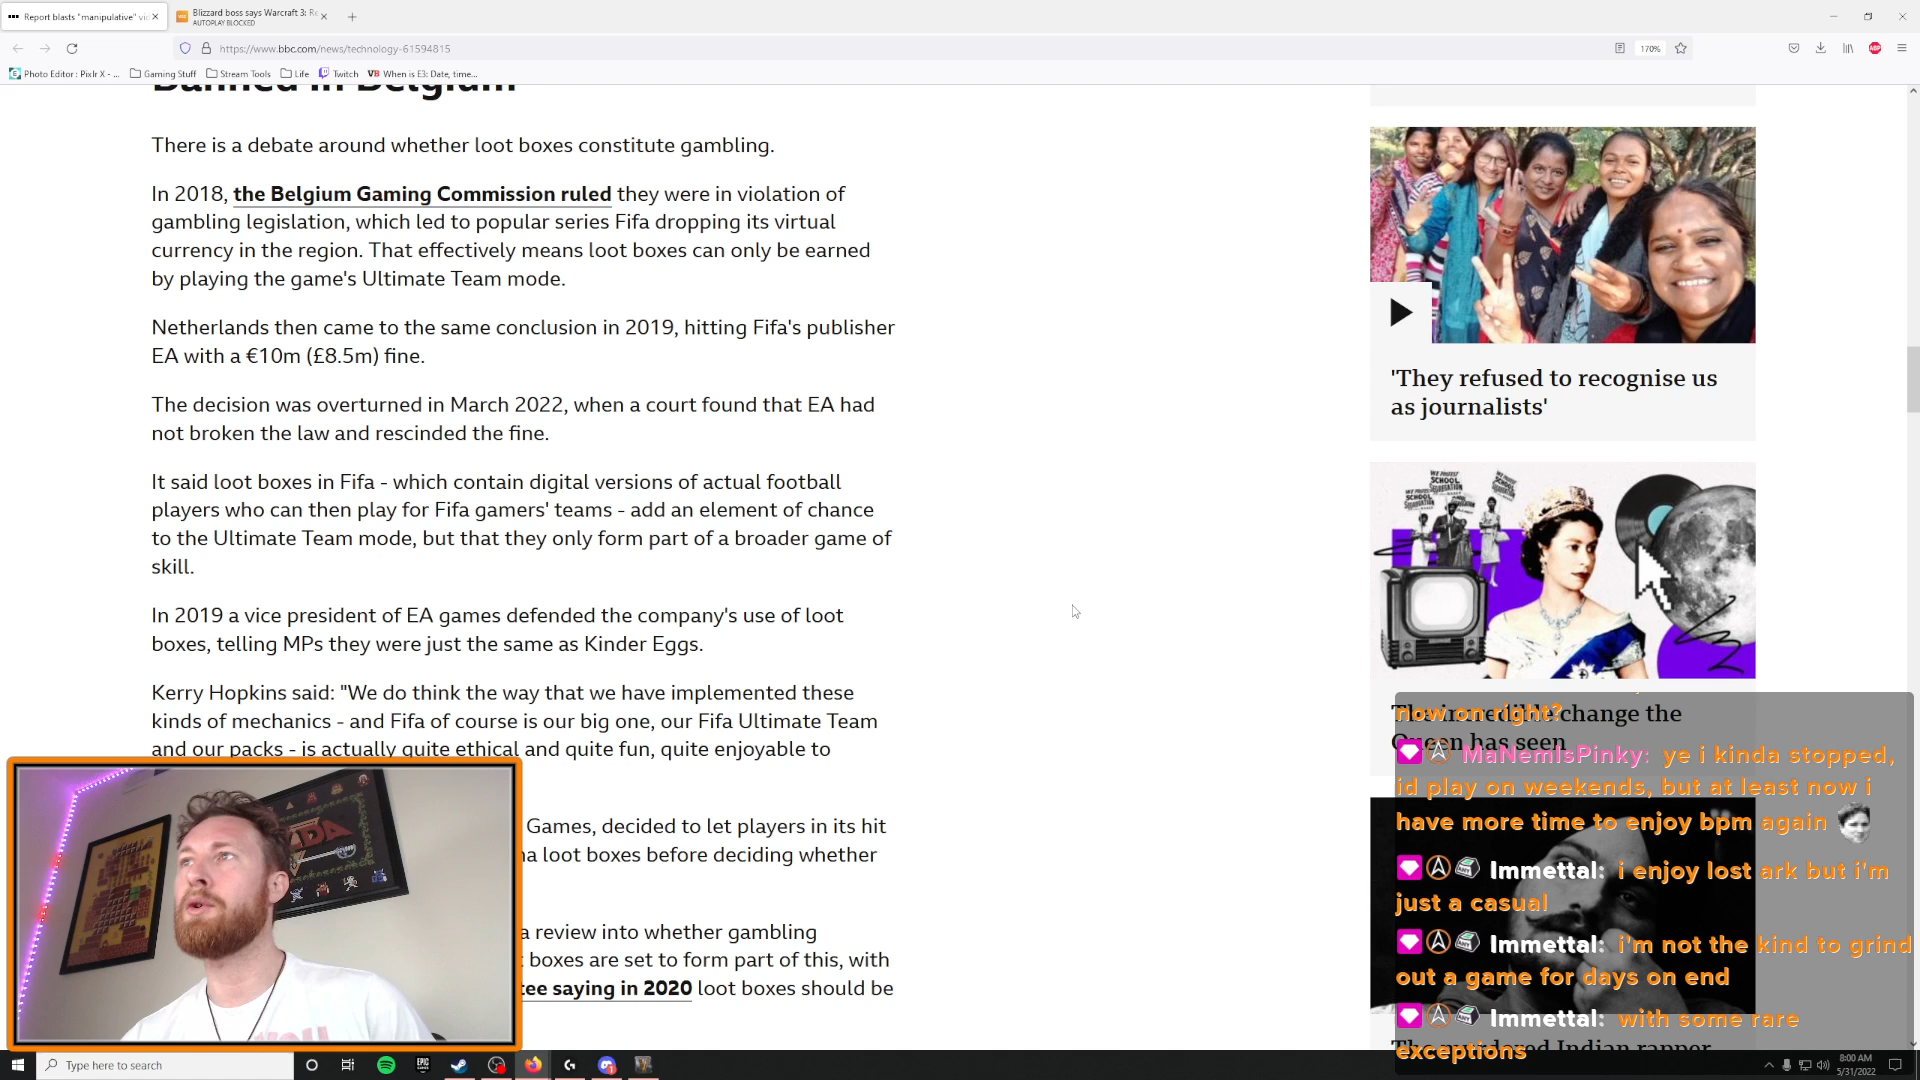 Report blasts "manipulative" vi
Blizzard boss says Warcraft 3: Re
AUTOPLAY BLOCKED
https://www.bbc.com/news/technology-61594815
170%
Photo Editor : Pixlr X - ...
Gaming Stuff
Stream Tools
Life
Twitch
VB When is E3: Date, time...
Banned in Belgium
There is a debate around whether loot boxes constitute gambling.
In 2018, the Belgium Gaming Commission ruled they were in violation of
gambling legislation, which led to popular series Fifa dropping its virtual
currency in the region. That effectively means loot boxes can only be earned
by playing the game's Ultimate Team mode.
Netherlands then came to the same conclusion in 2019, hitting Fifa's publisher
EA with a €10m (£8.5m) fine.
The decision was overturned in March 2022, when a court found that EA had
not broken the law and rescinded the fine.
It said loot boxes in Fifa - which contain digital versions of actual football
players who can then play for Fifa gamers' teams - add an element of chance
to the Ultimate Team mode, but that they only form part of a broader game of
skill.
In 2019 a vice president of EA games defended the company's use of loot
boxes, telling MPs they were just the same as Kinder Eggs.
Kerry Hopkins said: "We do think the way that we have implemented these
kinds of mechanics - and Fifa of course is our big one, our Fifa Ultimate Team
and our packs - is actually quite ethical and quite fun, quite enjoyable to
Games, decided to let players in its hit
loot boxes before deciding whether
a review into whether gambling
boxes are set to form part of this, with
tee saying in 2020 loot boxes should be
'They refused to recognise us
as journalists'
WE PROTEST
SCHOOL
SEGREGATION
The incredible change the
Queen has seen
The murdered Indian rapper
now on right?
MaNemIsPinky: ye i kinda stopped,
id play on weekends, but at least now i
have more time to enjoy bpm again
Immettal: i enjoy lost ark but i'm
just a casual
Immettal: i'm not the kind to grind
out a game for days on end
Immettal: with some rare
exceptions
Type here to search
8:00 AM
5/31/2022